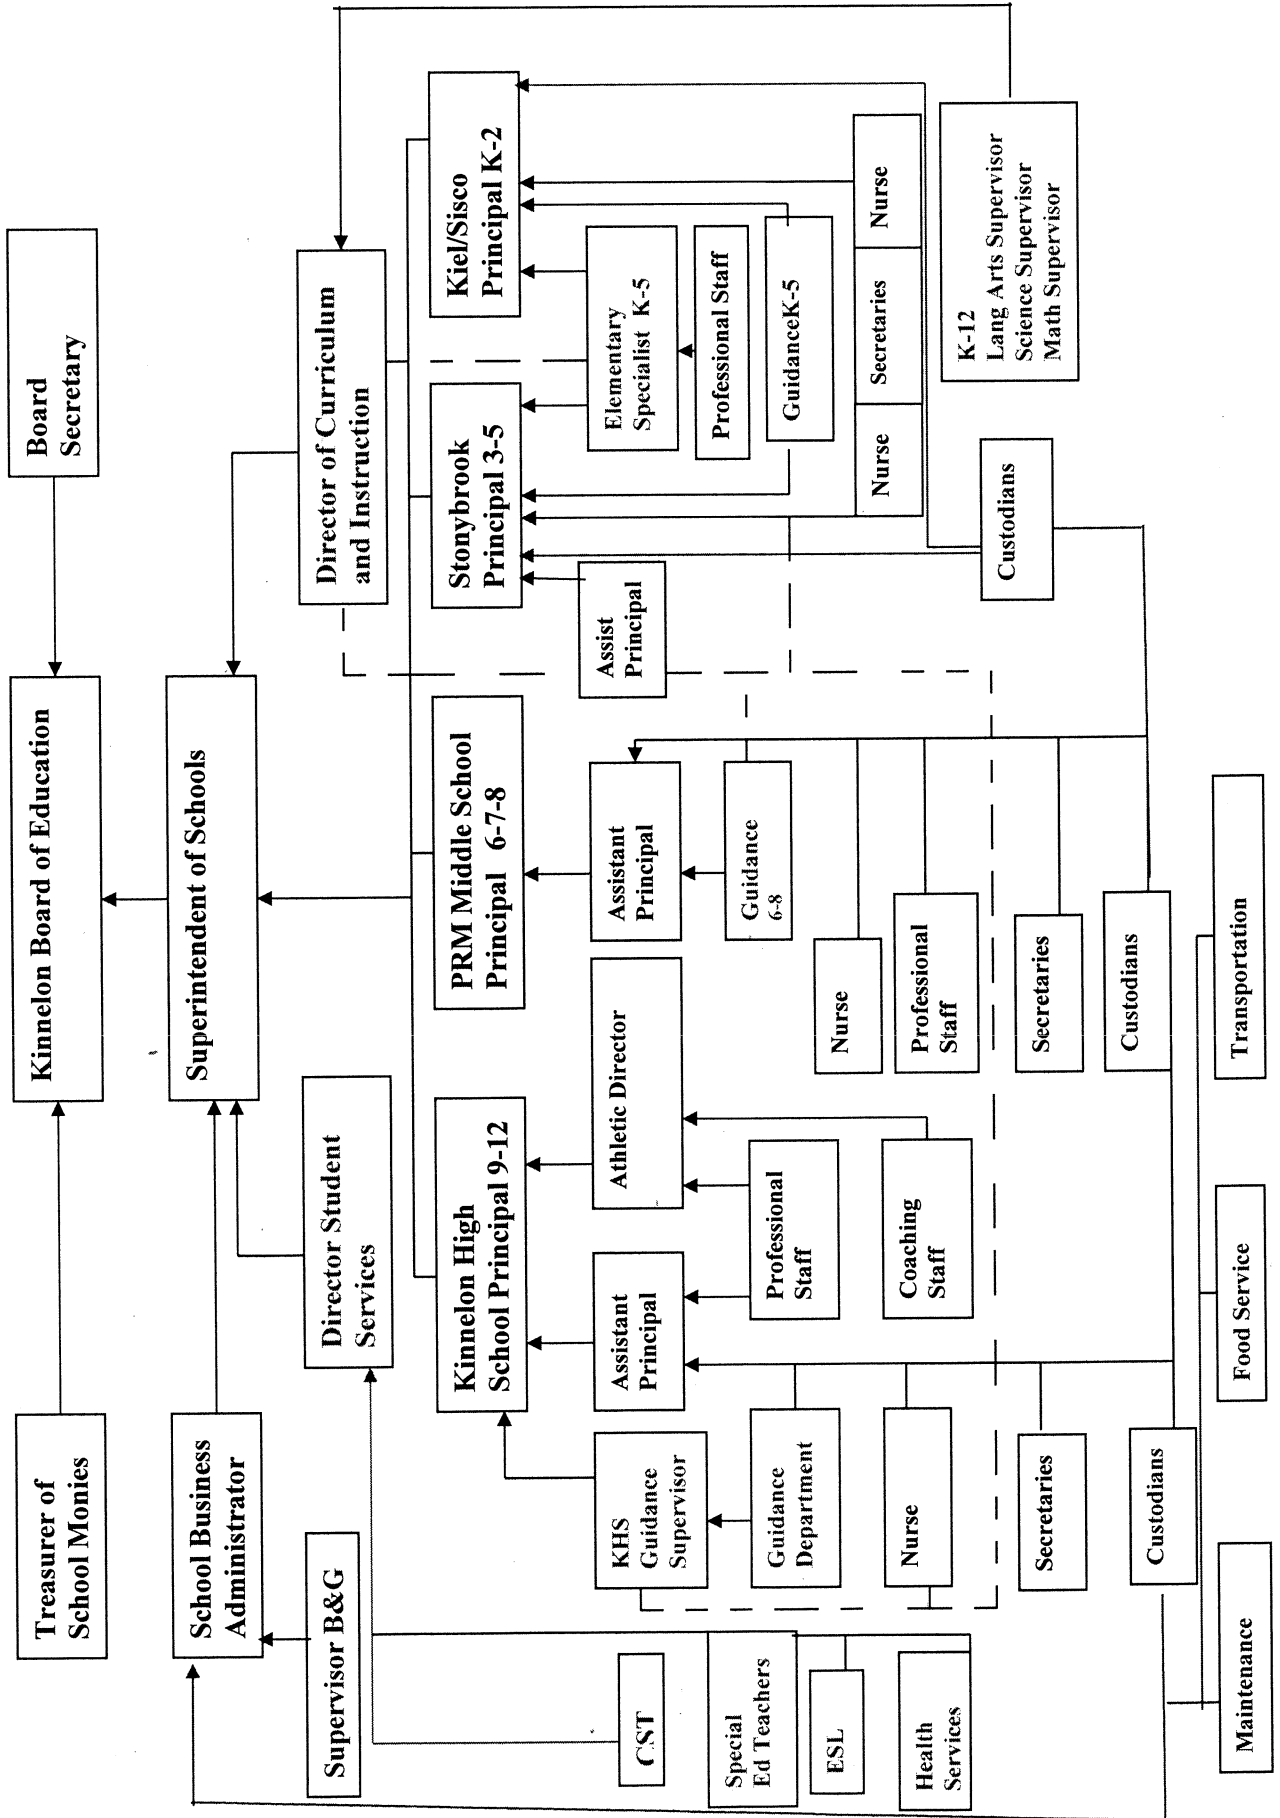 Treasurer of
School Monies
Kinnelon Board of Education
Board
Secretary
School Business
Administrator
Superintendent of Schools
Supervisor B&G
Director Student
Services
Director of Curriculum
and Instruction
Kinnelon High
School Principal 9-12
PRM Middle School
Principal 6-7-8
Stonybrook
Principal 3-5
Kiel/Sisco
Principal K-2
CST
KHS
Guidance
Supervisor
Assistant
Principal
Athletic Director
Assistant
Principal
Assist
Principal
Elementary
Specialist K-5
Special
Ed Teachers
Guidance
Department
Professional
Staff
Guidance
6-8
Professional Staff
GuidanceK-5
ESL
Health
Services
Nurse
Coaching
Staff
Nurse
Professional
Staff
Nurse
Secretaries
Nurse
Secretaries
Secretaries
Custodians
K-12
Lang Arts Supervisor
Science Supervisor
Math Supervisor
Custodians
Custodians
Maintenance
Food Service
Transportation